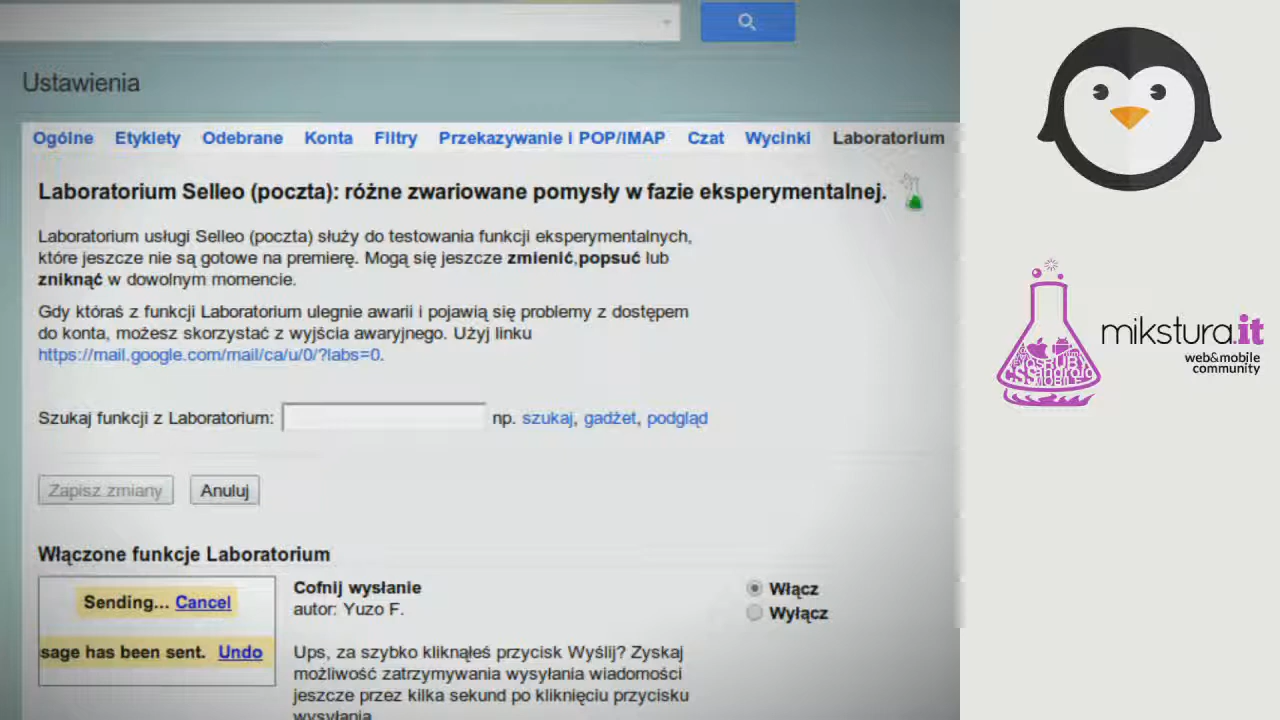 Ustawienia
Ogólne Etykiety Odebrane Konta Filtry Przekazywanie i POP/IMAP Czat Wycinki Laboratorium
Laboratorium Selleo (poczta): różne zwariowane pomysły w fazie eksperymentalnej.
Laboratorium usługi Selleo (poczta) służy do testowania funkcji eksperymentalnych,
które jeszcze nie są gotowe na premierę. Mogą się jeszcze zmienić,popsuć lub
zniknąć w dowolnym momencie.
Gdy któraś z funkcji Laboratorium ulegnie awarii i pojawią się problemy z dostępem
do konta, możesz skorzystać z wyjścia awaryjnego. Użyj linku
https://mail.google.com/mail/ca/u/0/?labs=0.
Szukaj funkcji z Laboratorium: np. szukaj, gadżet, podgląd
Zapisz zmiany Anuluj
Włączone funkcje Laboratorium
Sending... Cancel
sage has been sent. Undo
Cofnij wysłanie
autor: Yuzo F.
Włącz
Wyłącz
Ups, za szybko kliknąłeś przycisk Wyślij? Zyskaj
możliwość zatrzymywania wysyłania wiadomości
jeszcze przez kilka sekund po kliknięciu przycisku
wysyłania
mikstura.it
web&mobile
community